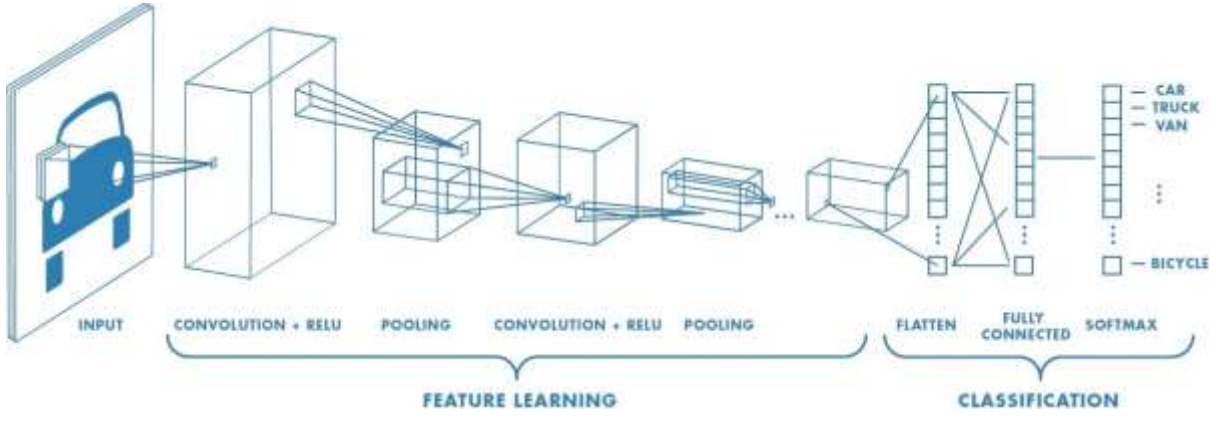 CAR
TRUCK
VAN
BICYCLE
INPUT
CONVOLUTION + RELU
POOLING
CONVOLUTION + RELU
POOLING
FLATTEN
FULLY
CONNECTED
SOFTMAX
FEATURE LEARNING
CLASSIFICATION